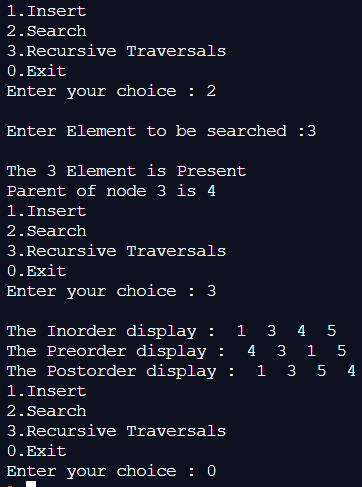 1.Insert
2.Search
3.Recursive Traversals
0.Exit
Enter your choice : 2
Enter Element to be searched :3
The 3 Element is Present
Parent of node 3 is 4
1.Insert
2.Search
3.Recursive Traversals
0.Exit
Enter your choice : 3
The Inorder display :  1  3  4  5
The Preorder display :  4  3  1  5
The Postorder display :  1  3  5  4
1.Insert
2.Search
3.Recursive Traversals
0.Exit
Enter your choice : 0